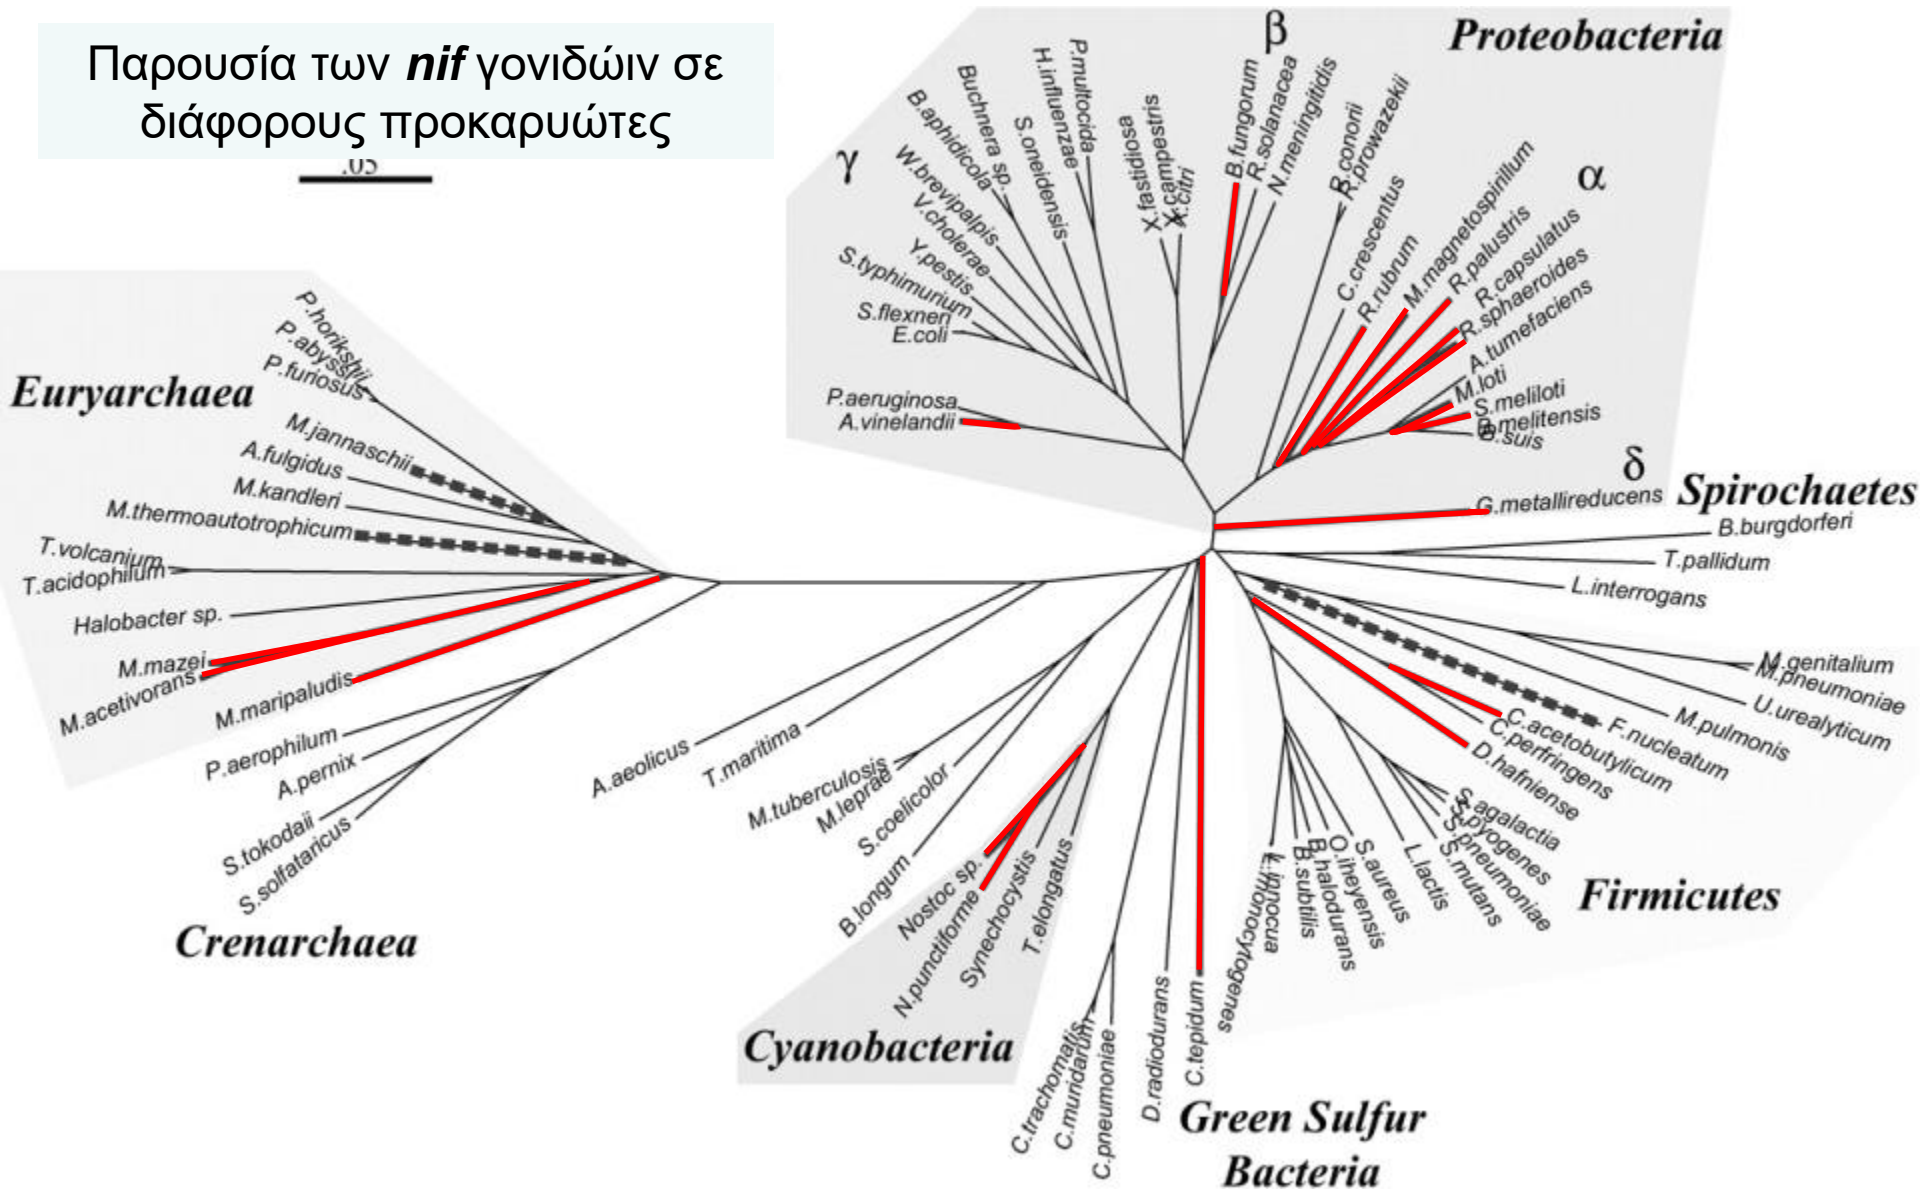 Παρουσία των nif γονιδώιν σε
διάφορους προκαρυώτες
.05
Proteobacteria
β
γ
α
δ
B.aphidicola
Buchnera sp.
S.oneidensis
H.influenzae
P.multocida
X.fastidiosa
X.campestris
X.citri
B.fungorum
R.solanacea
N.meningitidis
R.conorii
R.prowazekii
C.crescentus
R.rubrum
M.magnetospirillum
R.palustris
R.capsulatus
R.sphaeroides
A.tumefaciens
M.loti
S.meliloti
B.melitensis
B.suis
G.metallireducens
W.brevipalpis
V.cholerae
Y.pestis
S.typhimurium
S.flexneri
E.coli
P.aeruginosa
A.vinelandii
Spirochaetes
B.burgdorferi
T.pallidum
L.interrogans
Euryarchaea
P.horikshii
P.abyssii
P.furiosus
M.jannaschii
A.fulgidus
M.kandleri
M.thermoautotrophicum
T.volcanium
T.acidophilum
Halobacter sp.
M.mazei
M.acetivorans
M.maripaludis
P.aerophilum
A.pernix
S.tokodaii
S.solfataricus
Crenarchaea
A.aeolicus
T.maritima
M.tuberculosis
M.leprae
S.coelicolor
B.longum
Nostoc sp.
N.punctiforme
Synechocystis
T.elongatus
Cyanobacteria
C.trachomatis
C.muridarum
C.pneumoniae
D.radiodurans
C.tepidum
Green Sulfur
Bacteria
M.genitalium
M.pneumoniae
U.urealyticum
M.pulmonis
F.nucleatum
C.acetobutylicum
C.perfringens
D.hafniense
S.agalactia
S.pyogenes
S.pneumoniae
S.mutans
L.lactis
S.aureus
O.iheyensis
B.halodurans
B.subtilis
L.innocua
L.monocytogenes
Firmicutes